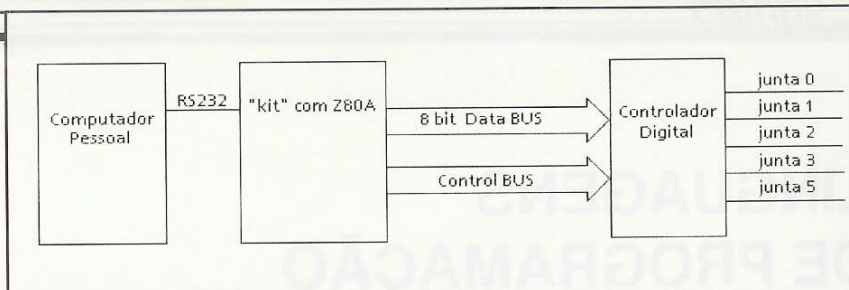 Computador
Pessoal
RS232
"kit" com Z80A
8 bit Data BUS
Control BUS
Controlador
Digital
junta 0
junta 1
junta 2
junta 3
junta 5